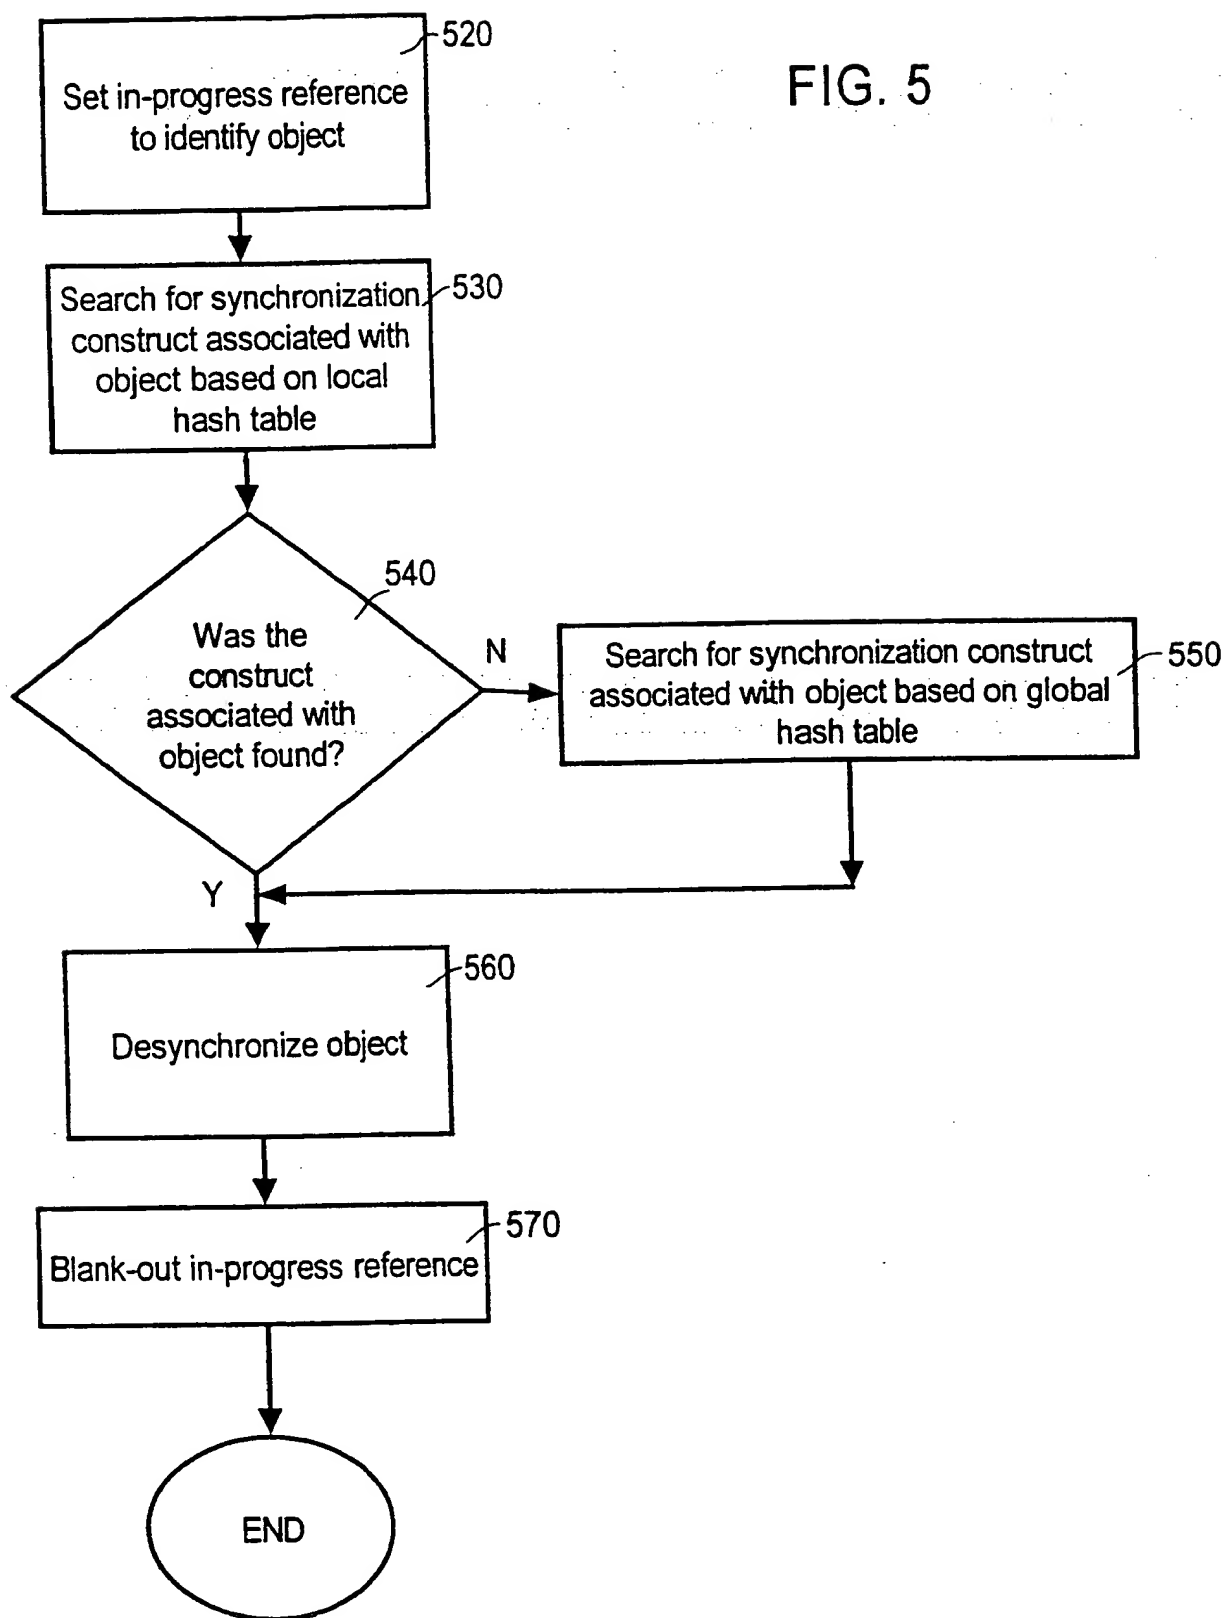 FIG. 5
520
Set in-progress reference
to identify object
530
Search for synchronization
construct associated with
object based on local
hash table
540
Was the
construct
associated with
object found?
N
Y
550
Search for synchronization construct
associated with object based on global
hash table
560
Desynchronize object
570
Blank-out in-progress reference
END